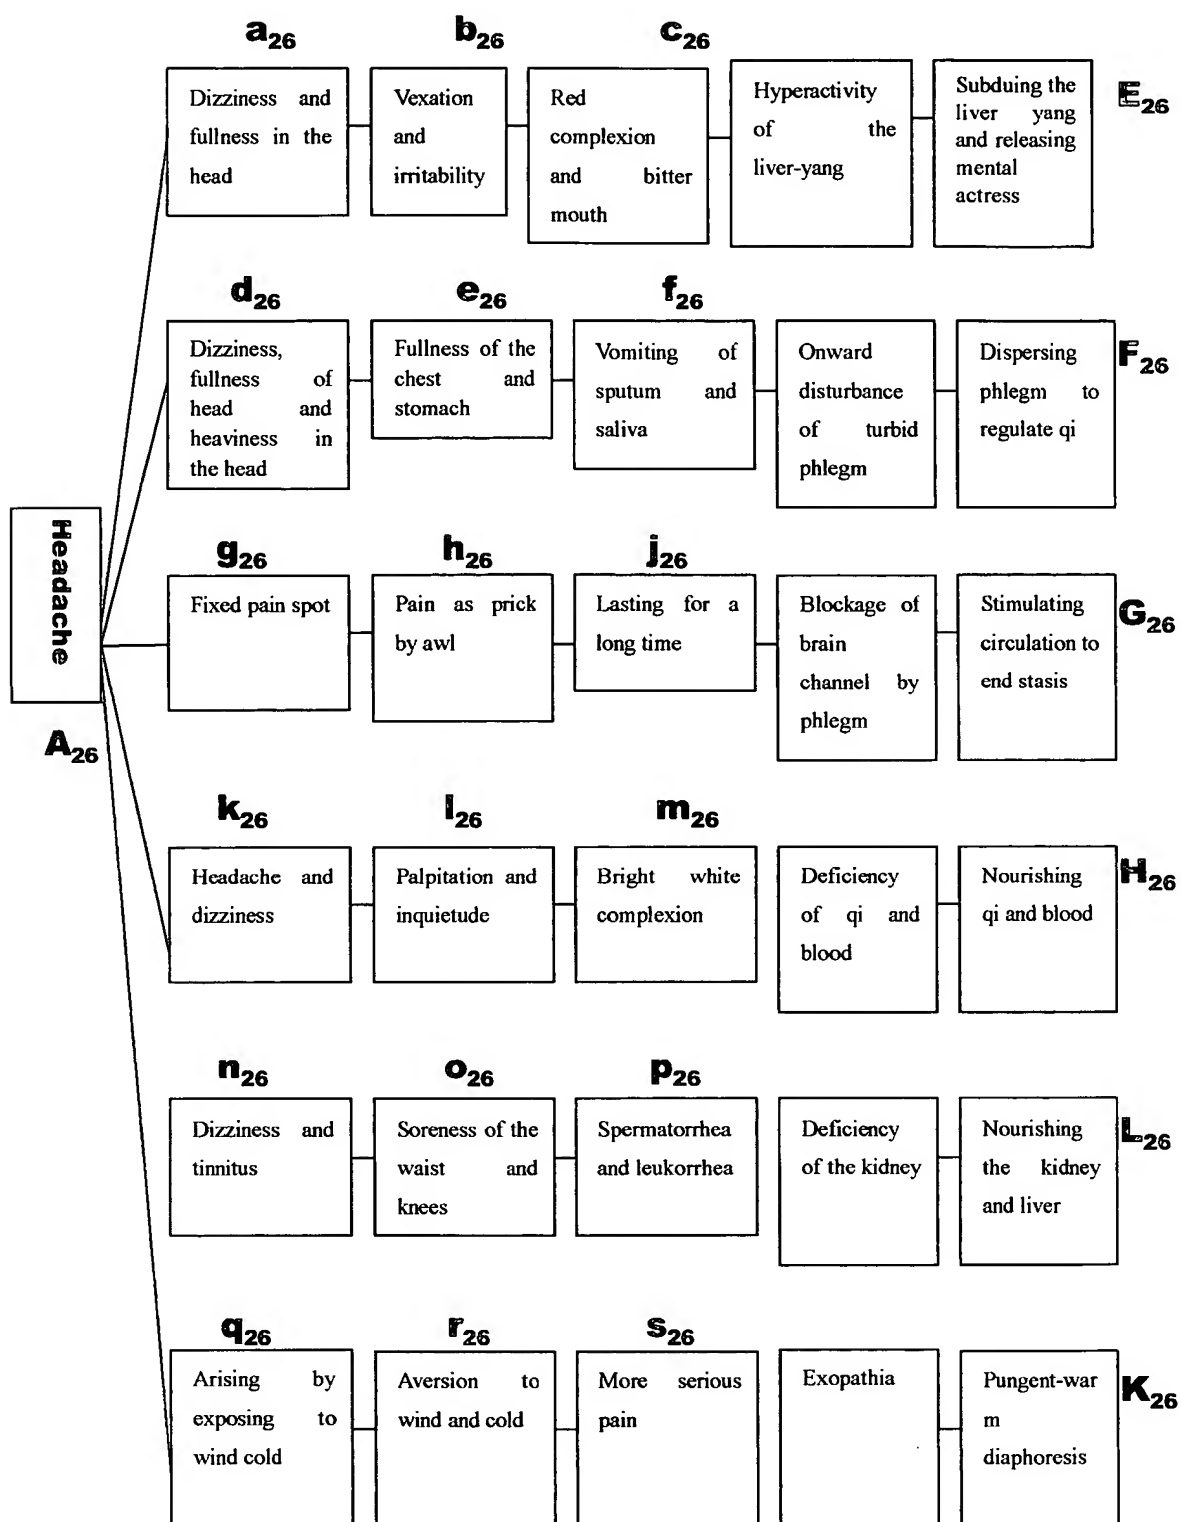 a26
b26
c26
Dizziness and
fullness in the
head
Vexation
and
irritability
Red
complexion
and bitter
mouth
Hyperactivity
of the
liver-yang
Subduing the
liver yang
and releasing
mental
actress
E26
d26
e26
f26
Dizziness,
fullness of
head and
heaviness in
the head
Fullness of the
chest and
stomach
Vomiting of
sputum and
saliva
Onward
disturbance
of turbid
phlegm
Dispersing
phlegm to
regulate qi
F26
Headache
A26
g26
h26
j26
Fixed pain spot
Pain as prick
by awl
Lasting for a
long time
Blockage of
brain
channel by
phlegm
Stimulating
circulation to
end stasis
G26
k26
l26
m26
Headache and
dizziness
Palpitation and
inquietude
Bright white
complexion
Deficiency
of qi and
blood
Nourishing
qi and blood
H26
n26
o26
p26
Dizziness and
tinnitus
Soreness of the
waist and
knees
Spermatorrhea
and leukorrhea
Deficiency
of the kidney
Nourishing
the kidney
and liver
L26
q26
r26
s26
Arising by
exposing to
wind cold
Aversion to
wind and cold
More serious
pain
Exopathia
Pungent-war
m
diaphoresis
K26